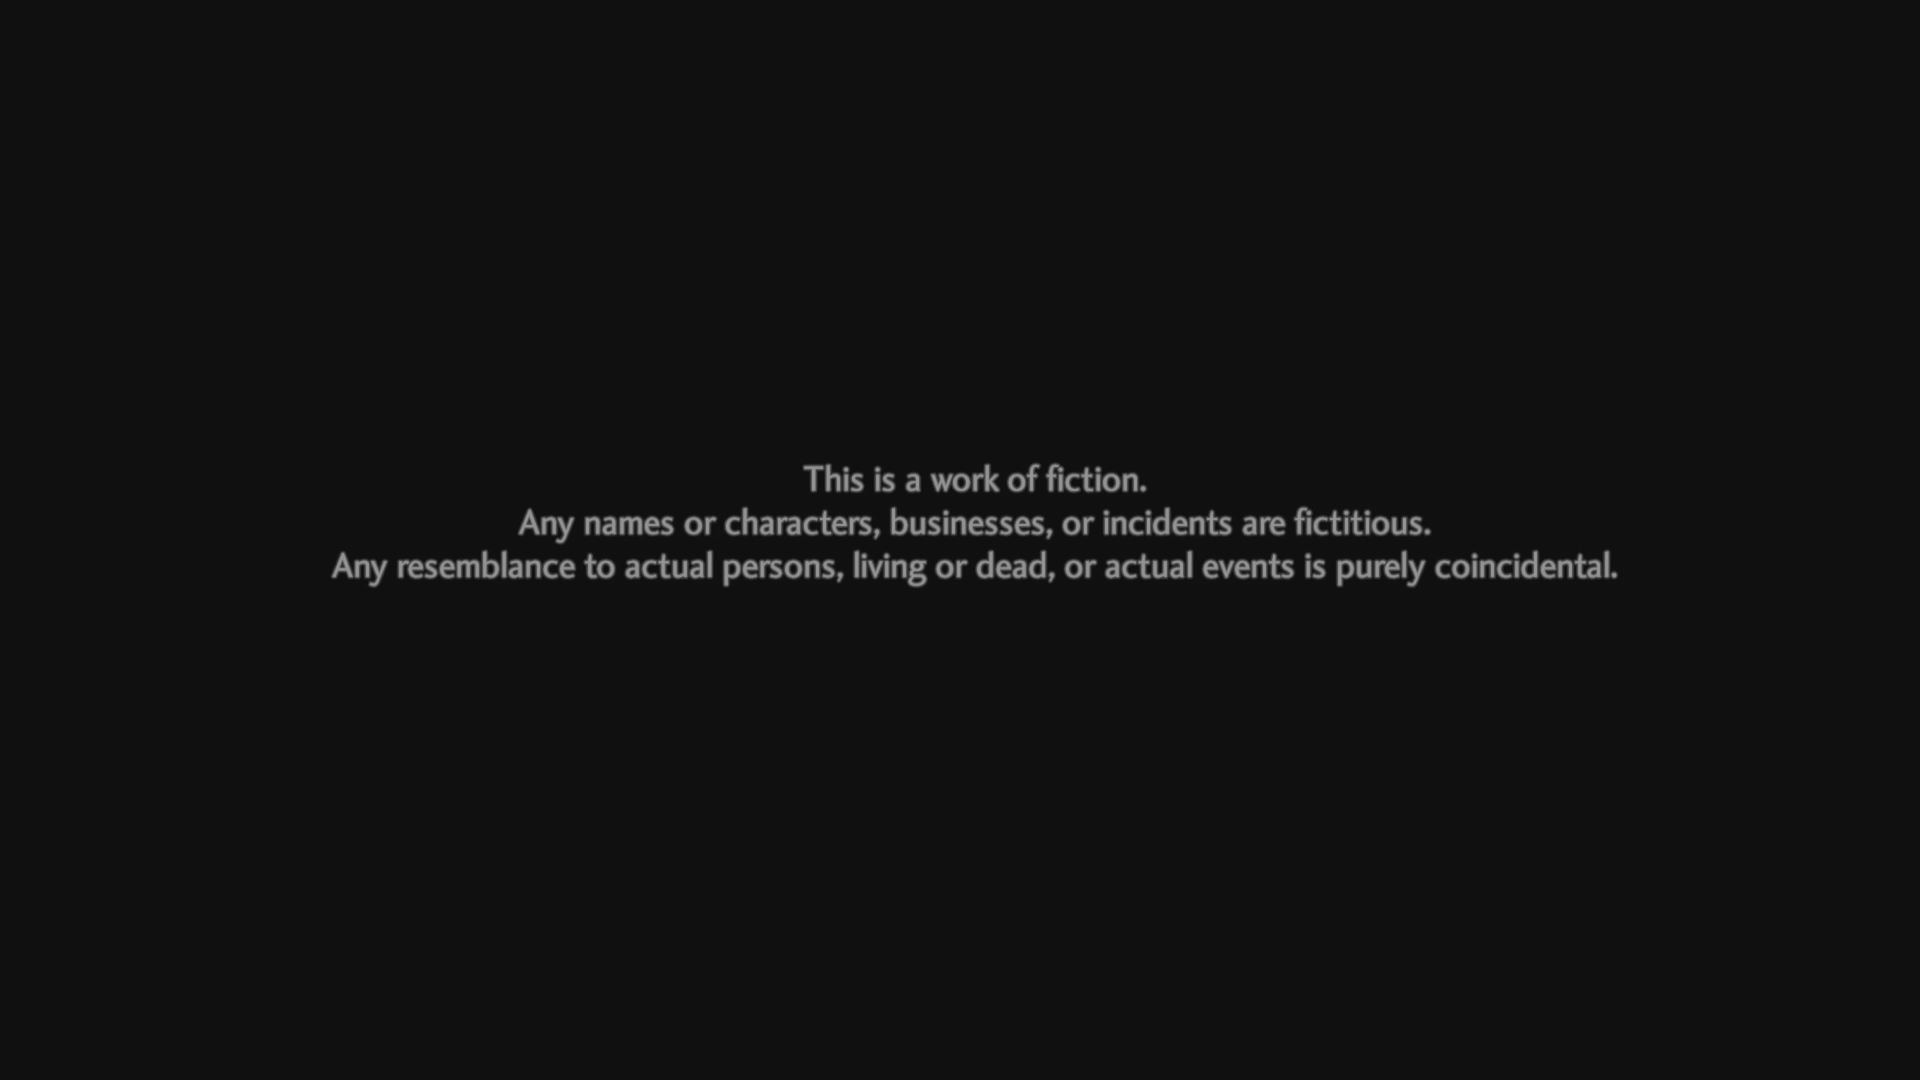 This is a work of fiction.
Any names or characters, businesses, or incidents are fictitious.
Any resemblance to actual persons, living or dead, or actual events is purely coincidental.